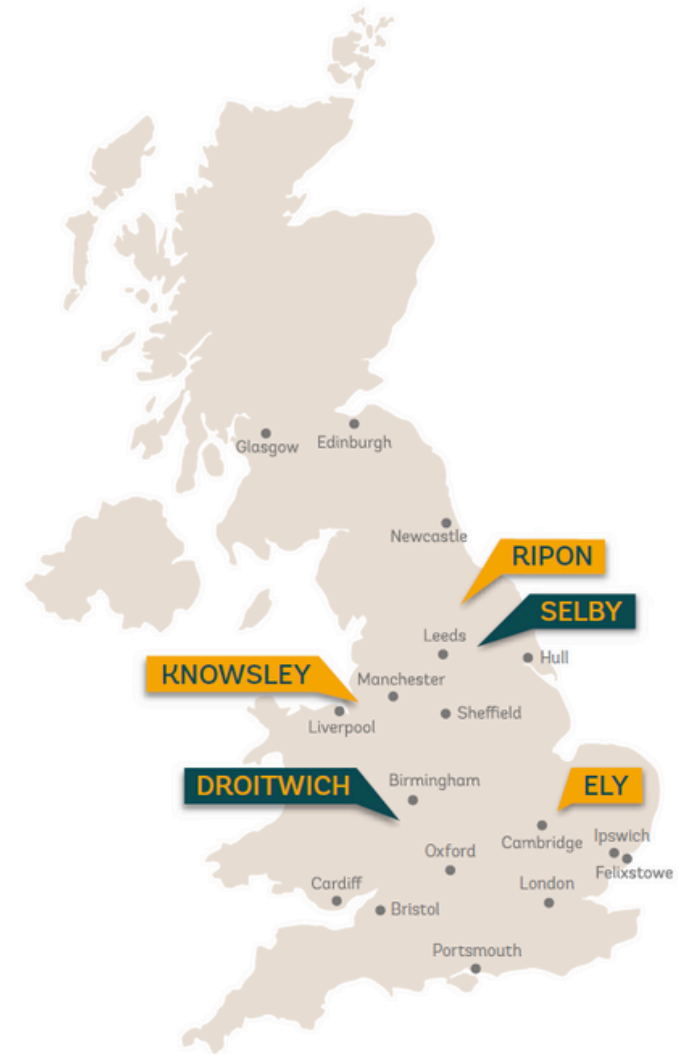 Glasgow
Edinburgh
Newcastle
RIPON
SELBY
Leeds
Hull
KNOWSLEY
Manchester
Sheffield
Liverpool
DROITWICH
Birmingham
ELY
Cambridge
Ipswich
Felixstowe
Oxford
Cardiff
London
Bristol
Portsmouth